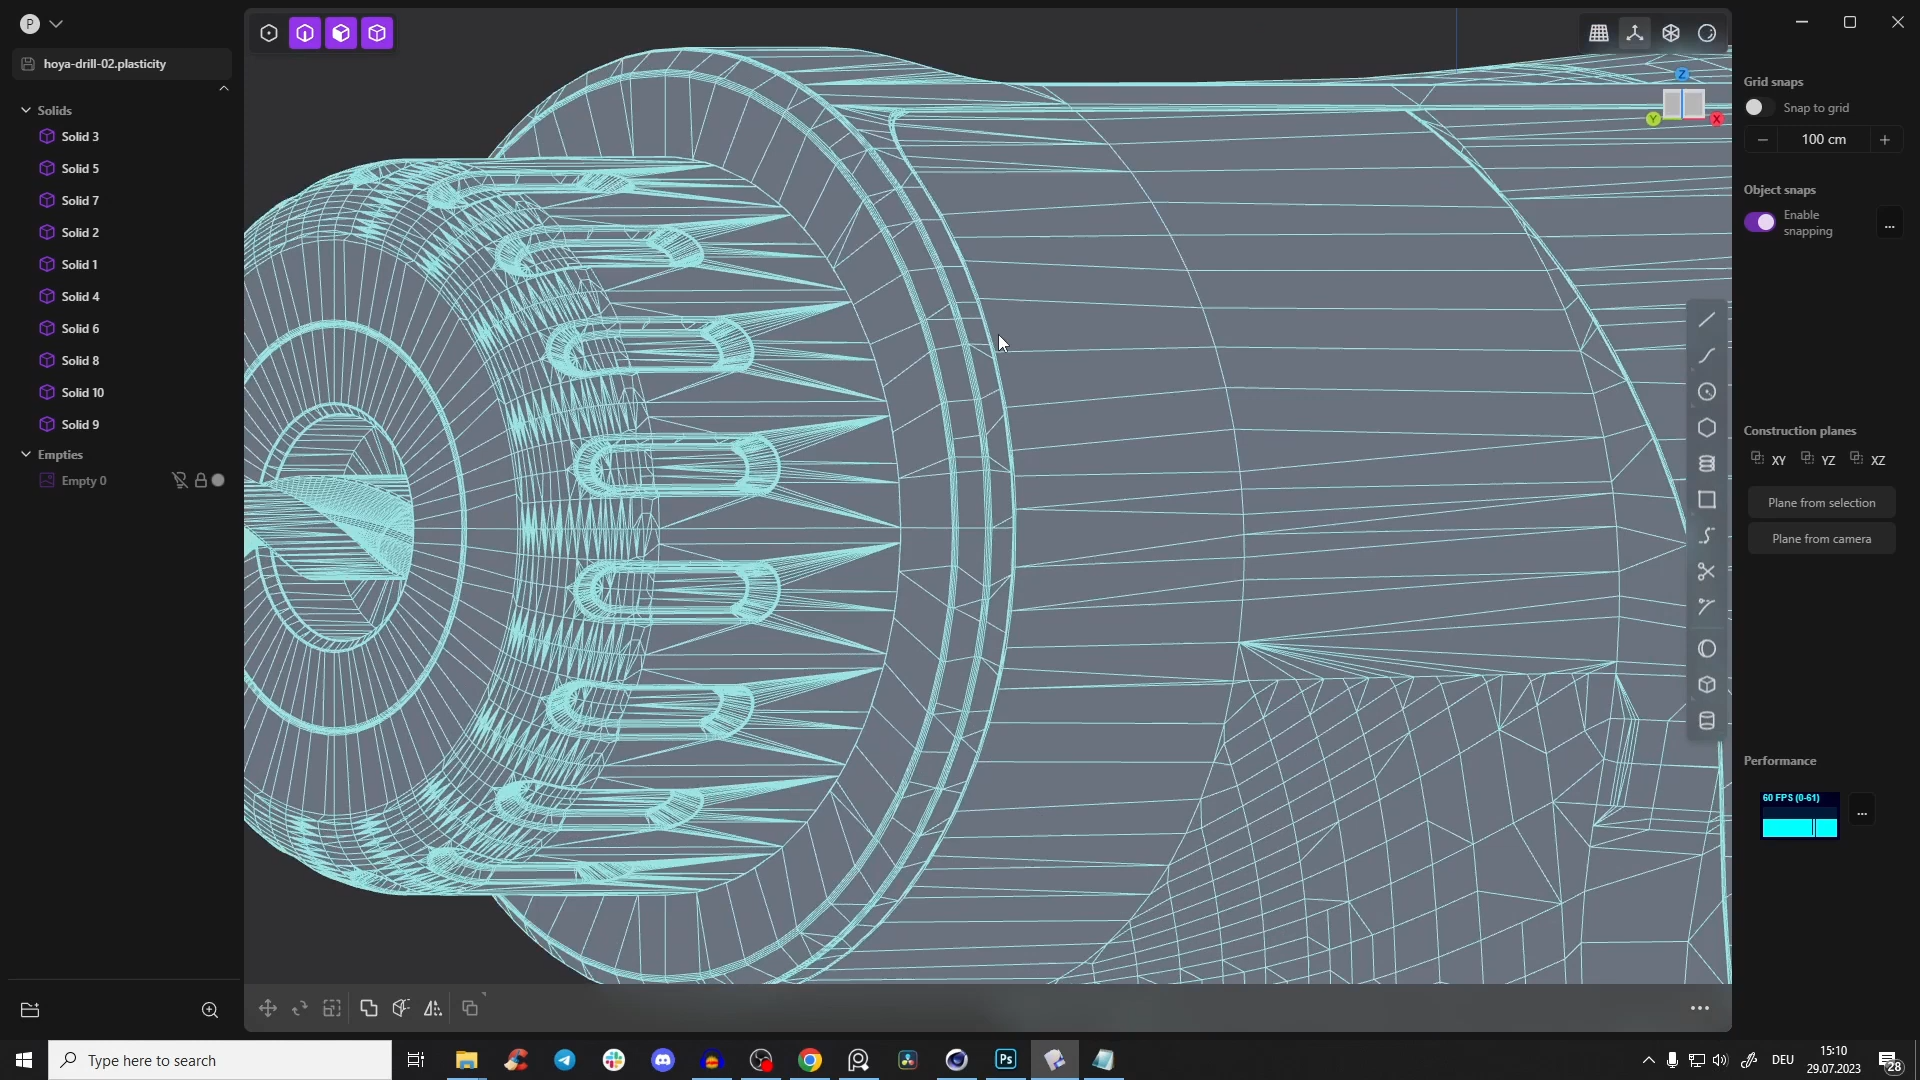 P
hoya-drill-02.plasticity
Solids
Solid 3
Solid 5
Solid 7
Solid 2
Solid 1
Solid 4
Solid 6
Solid 8
Solid 10
Solid 9
Empties
Empty 0
Z
Y
X
Grid snaps
Snap to grid
100 cm
Object snaps
Enable
snapping
...
Construction planes
XY
YZ
XZ
Plane from selection
Plane from camera
Performance
60 FPS (0-61)
...
Type here to search
Ps
DEU
15:10
29.07.2023
28